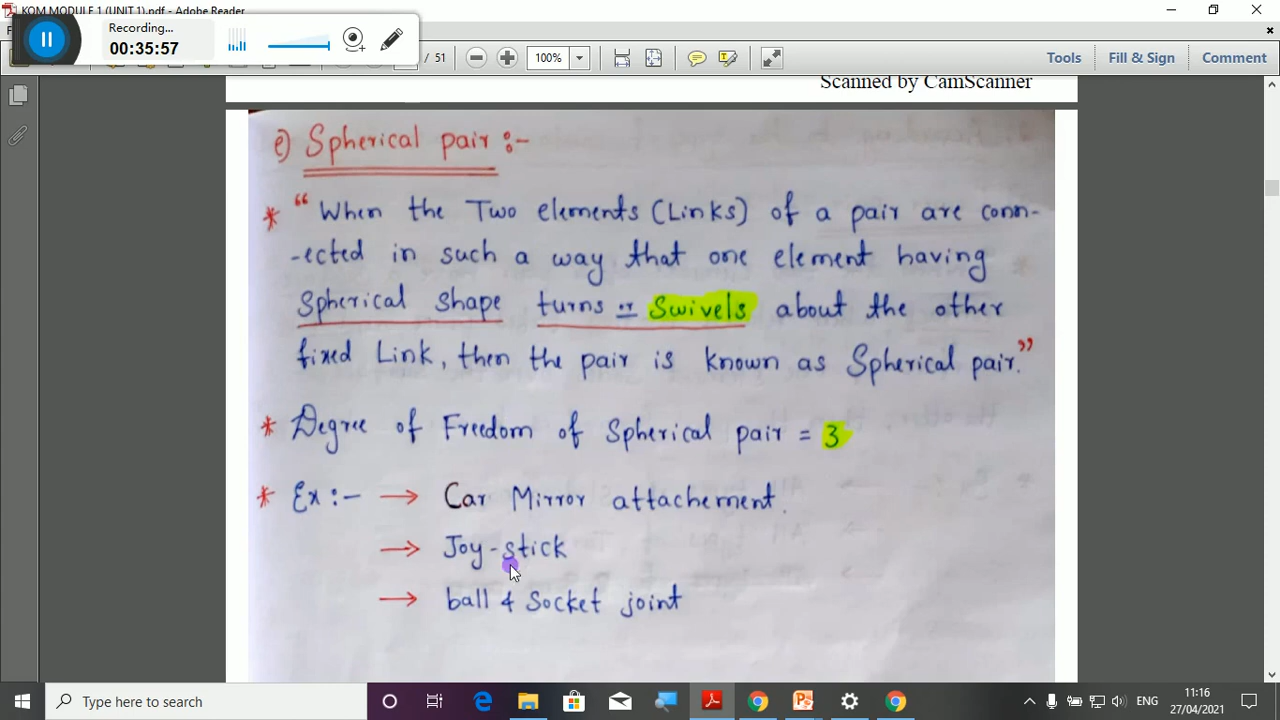 KOM MODULE 1 (UNIT 1).pdf - Adobe Reader
Recording...
00:35:57
/ 51
100%
Tools
Fill & Sign
Comment
Scanned by CamScanner
e) Spherical pair :-
* “When the Two elements (Links) of a pair are conn-
-ected in such a way that one element having
Spherical shape turns or Swivels about the other
fixed Link, then the pair is known as Spherical pair.”
* Degree of Freedom of Spherical pair = 3
* Ex :- → Car Mirror attachement.
→ Joy-stick
→ ball & Socket joint
Type here to search
ENG
11:16
27/04/2021